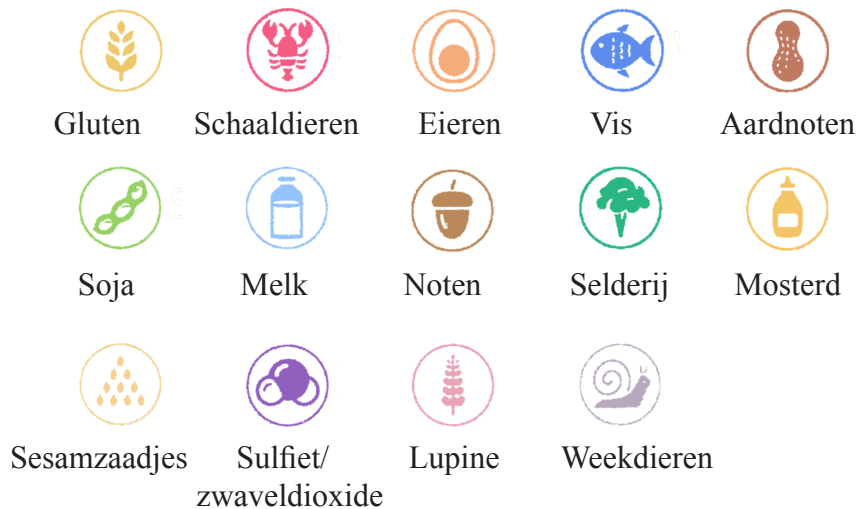 Gluten Schaaldieren Eieren Vis Aardnoten
Soja Melk Noten Selderij Mosterd
Sesamzaadjes Sulfiet/ Lupine Weekdieren
zwaveldioxide